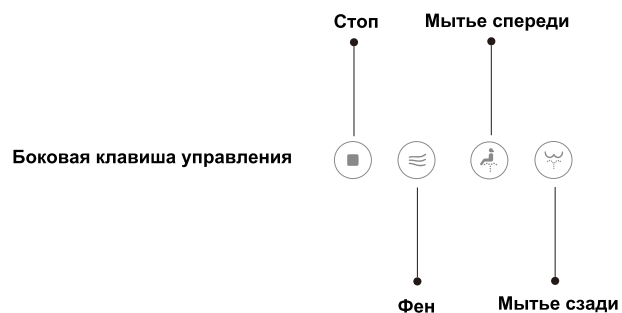 Стоп
Мытье спереди
Боковая клавиша управления
Фен
Мытье сзади